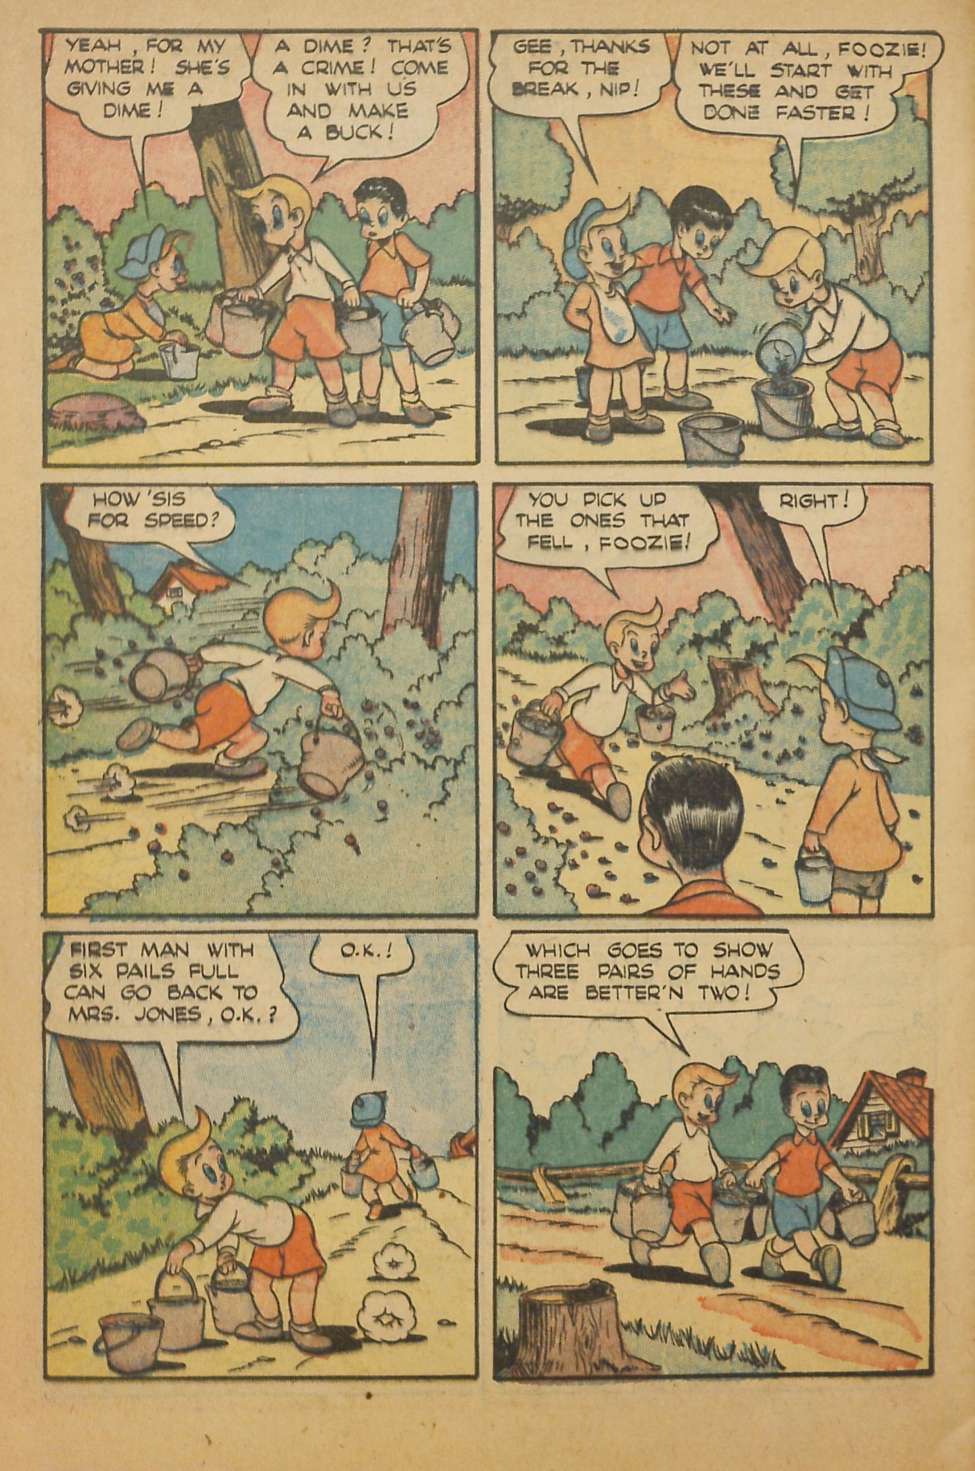 YEAH, FOR MY
MOTHER! SHE'S
GIVING ME A
DIME!
A DIME? THAT'S
A CRIME! COME
IN WITH US
AND MAKE
A BUCK!
GEE, THANKS
FOR THE
BREAK, NIP!
NOT AT ALL, FOOZIE!
WE'LL START WITH
THESE AND GET
DONE FASTER!
HOW 'SIS
FOR SPEED?
YOU PICK UP
THE ONES THAT
FELL, FOOZIE!
RIGHT!
FIRST MAN WITH
SIX PAILS FULL
CAN GO BACK TO
MRS. JONES, O.K.?
O.K.!
WHICH GOES TO SHOW
THREE PAIRS OF HANDS
ARE BETTER'N TWO!